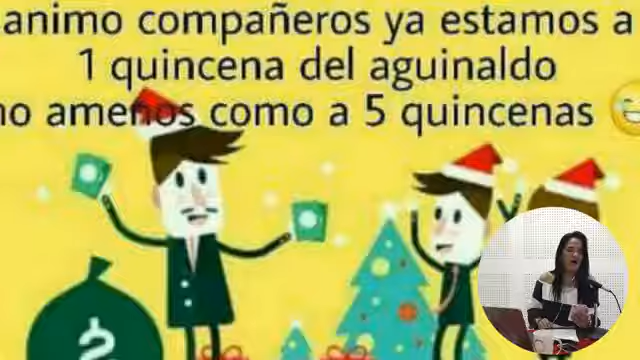 animo compañeros ya estamos a
1 quincena del aguinaldo
no amenos como a 5 quincenas
$